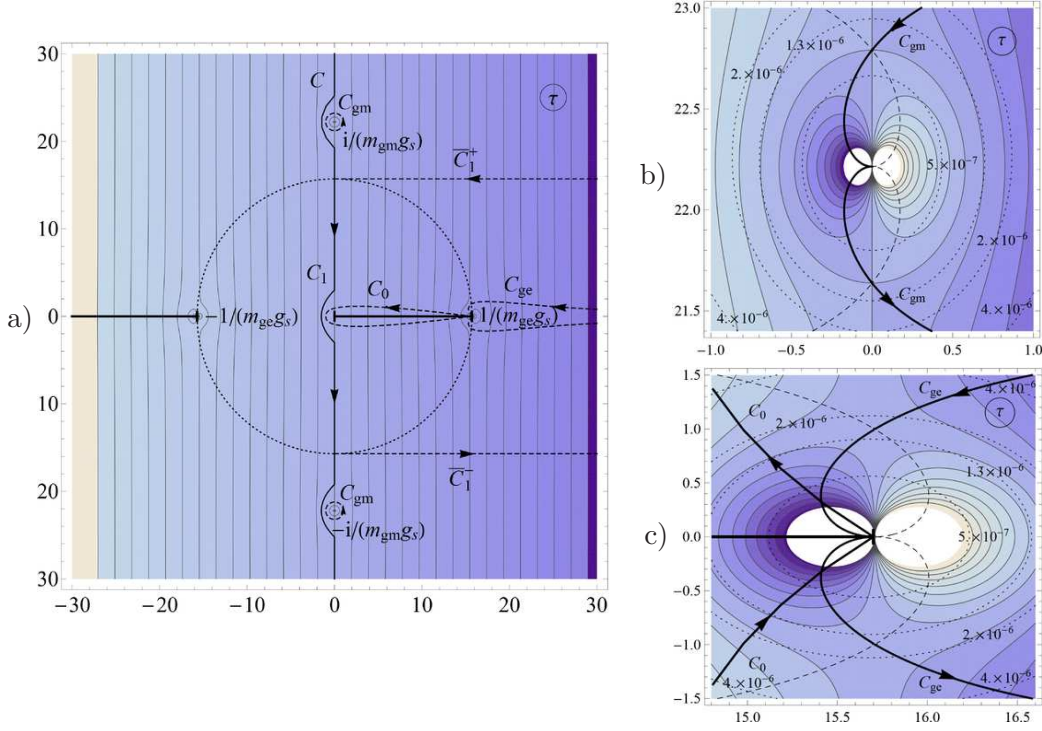 a)
30
20
10
0
10
20
30
−30
−20
−10
0
10
20
30
C
C_gm
i/(m_gm g_s)
τ
C̅_1^+
C_1
C_0
C_ge
−1/(m_ge g_s)
1/(m_ge g_s)
C̅_1^−
C_gm
−i/(m_gm g_s)
b)
23.0
22.5
22.0
21.5
−1.0
−0.5
0.0
0.5
1.0
1.3×10^-6
C_gm
τ
2.×10^-6
5.×10^-7
2.×10^-6
C_gm
4.×10^-6
4.×10^-6
c)
1.5
1.0
0.5
0.0
−0.5
−1.0
−1.5
15.0
15.5
16.0
16.5
C_0
2×10^-6
C_ge
4.×10^-6
τ
1.3×10^-6
5×10^-7
2×10^-6
C_0
4.×10^-6
C_ge
4.×10^-6